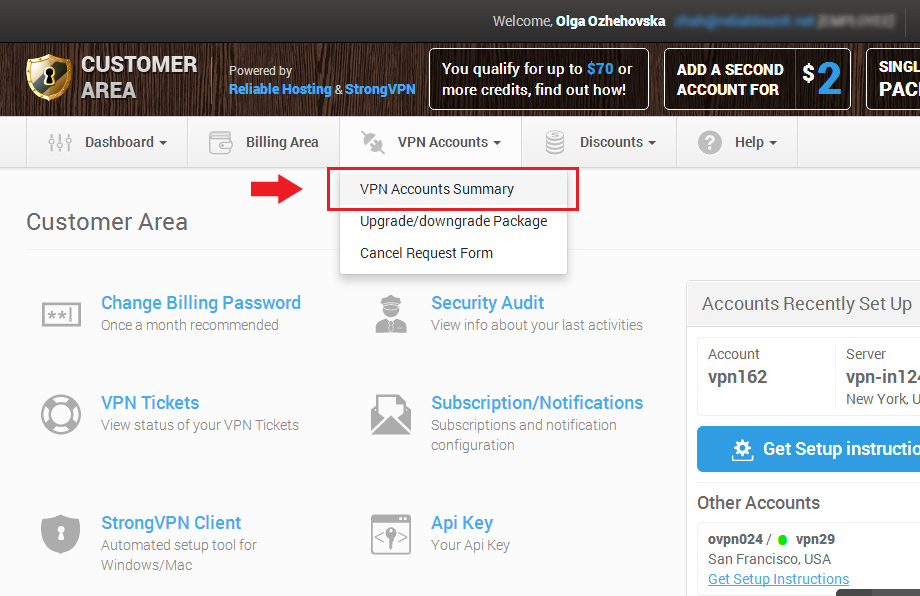 Welcome, Olga Ozhehovska
CUSTOMER
AREA
Powered by
Reliable Hosting & StrongVPN
You qualify for up to $70 or
more credits, find out how!
ADD A SECOND
ACCOUNT FOR
$2
SINGL
PACK
Dashboard
Billing Area
VPN Accounts
Discounts
Help
VPN Accounts Summary
Upgrade/downgrade Package
Cancel Request Form
Customer Area
Change Billing Password
Once a month recommended
Security Audit
View info about your last activities
VPN Tickets
View status of your VPN Tickets
Subscription/Notifications
Subscriptions and notification
configuration
StrongVPN Client
Automated setup tool for
Windows/Mac
Api Key
Your Api Key
Accounts Recently Set Up
Account
vpn162
Server
vpn-in124
New York, U
Get Setup instructio
Other Accounts
ovpn024 / vpn29
San Francisco, USA
Get Setup Instructions